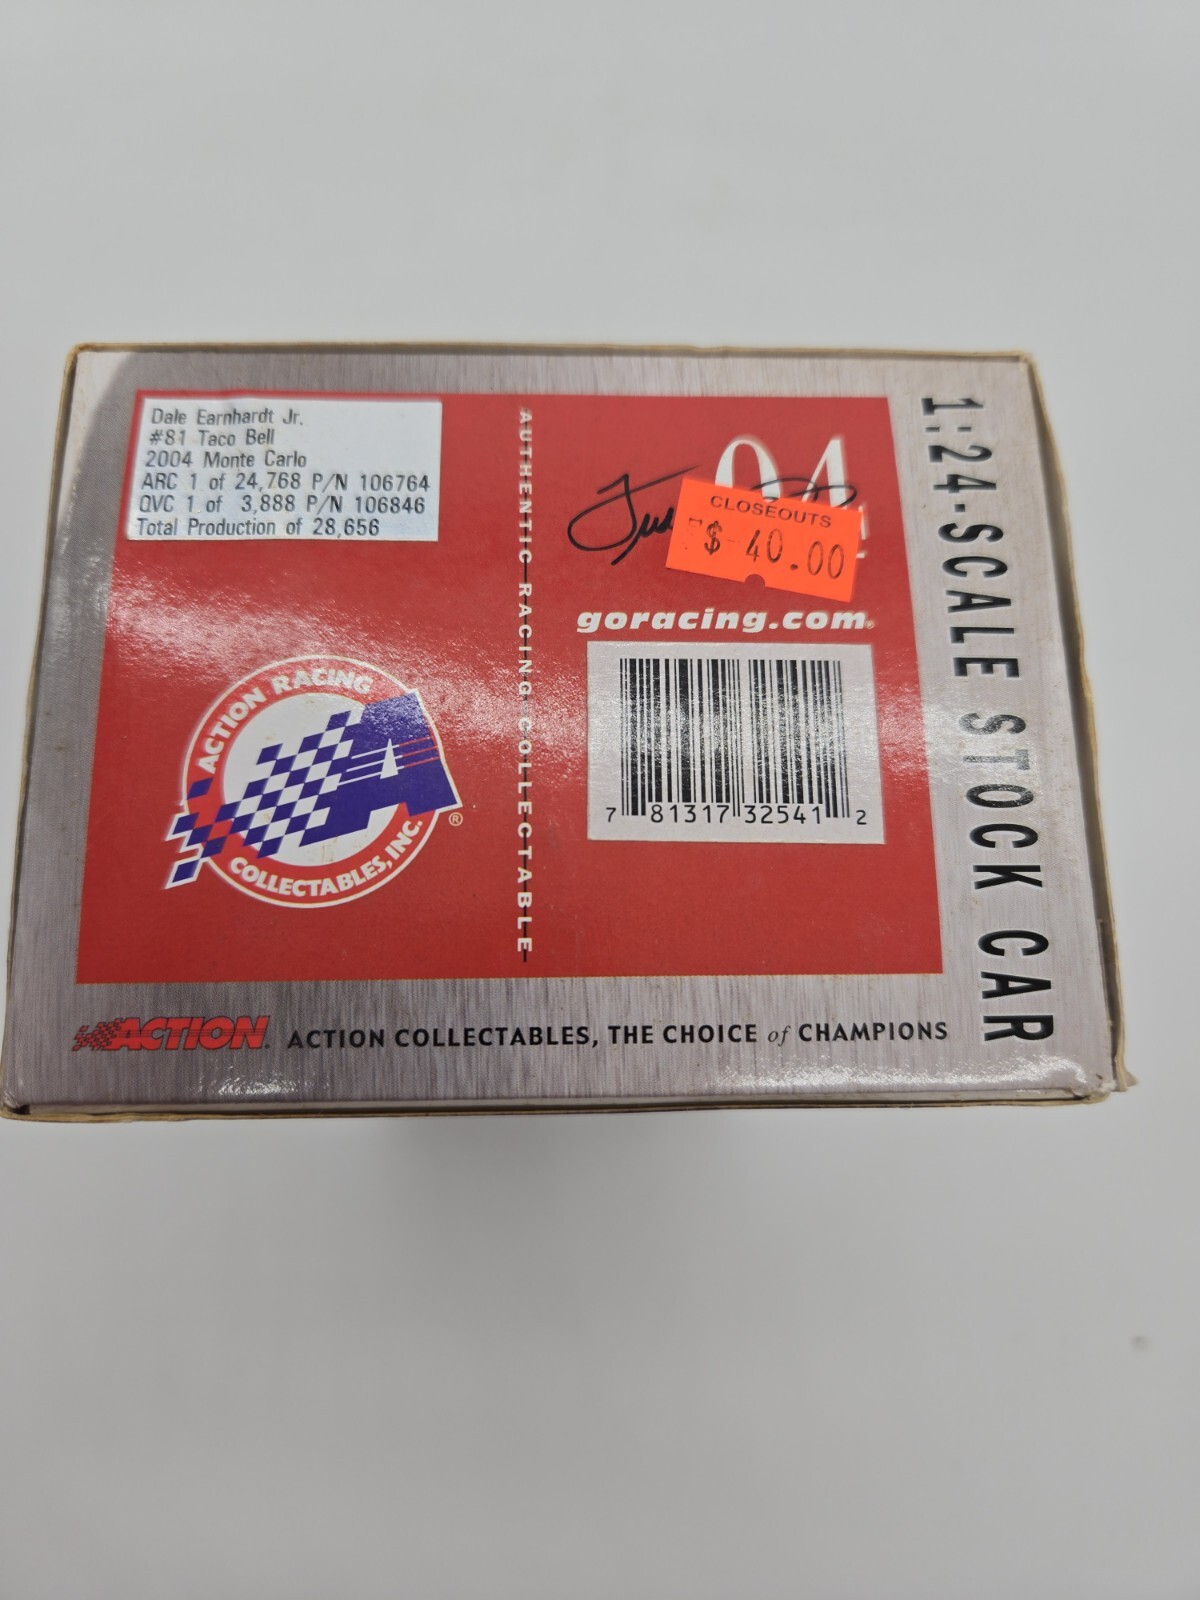 Dale Earnhardt Jr.
#81 Taco Bell
2004 Monte Carlo
ARC 1 of 24,768 P/N 106764
QVC 1 of 3,888 P/N 106846
Total Production of 28,656
AUTHENTIC RACING COLLECTABLE
04
CLOSEOUTS
$ 40.00
goracing.com®
7 81317 32541 2
ACTION RACING
COLLECTABLES, INC.
®
1:24-SCALE STOCK CAR
ACTION. ACTION COLLECTABLES, THE CHOICE of CHAMPIONS